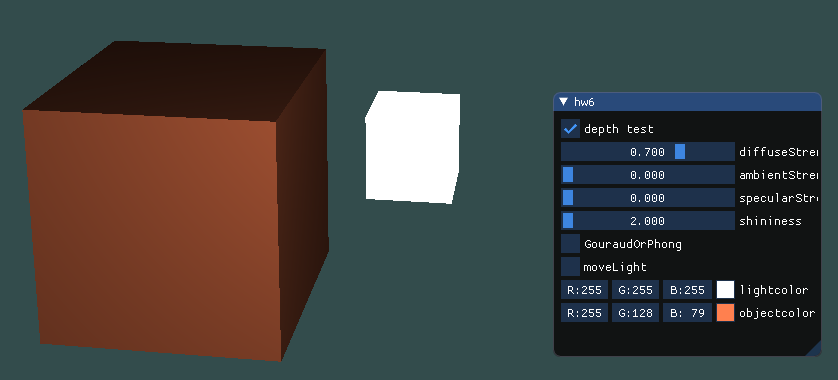 hw6
depth test
0.700 diffuseStre
0.000 ambientStre
0.000 specularStr
2.000 shininess
GouraudOrPhong
moveLight
R:255 G:255 B:255 lightcolor
R:255 G:128 B: 79 objectcolor